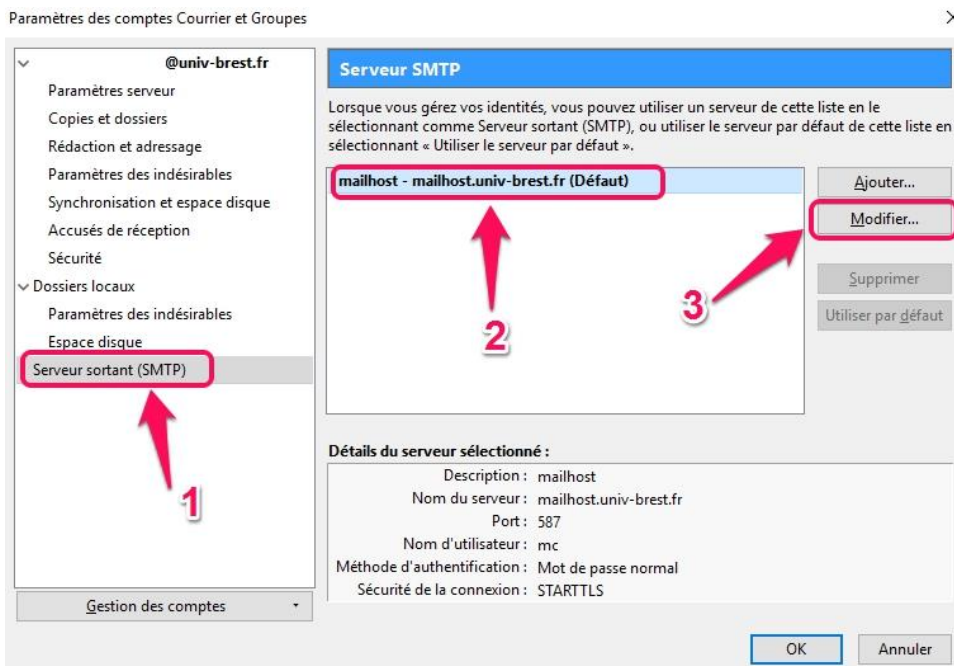 Paramètres des comptes Courrier et Groupes
@univ-brest.fr
Paramètres serveur
Copies et dossiers
Rédaction et adressage
Paramètres des indésirables
Synchronisation et espace disque
Accusés de réception
Sécurité
Dossiers locaux
Paramètres des indésirables
Espace disque
Serveur sortant (SMTP)
1
Gestion des comptes
Serveur SMTP
Lorsque vous gérez vos identités, vous pouvez utiliser un serveur de cette liste en le
sélectionnant comme Serveur sortant (SMTP), ou utiliser le serveur par défaut de cette liste en
sélectionnant « Utiliser le serveur par défaut ».
mailhost - mailhost.univ-brest.fr (Défaut)
2
Ajouter...
Modifier...
3
Supprimer
Utiliser par défaut
Détails du serveur sélectionné :
Description : mailhost
Nom du serveur : mailhost.univ-brest.fr
Port : 587
Nom d'utilisateur : mc
Méthode d'authentification : Mot de passe normal
Sécurité de la connexion : STARTTLS
OK
Annuler